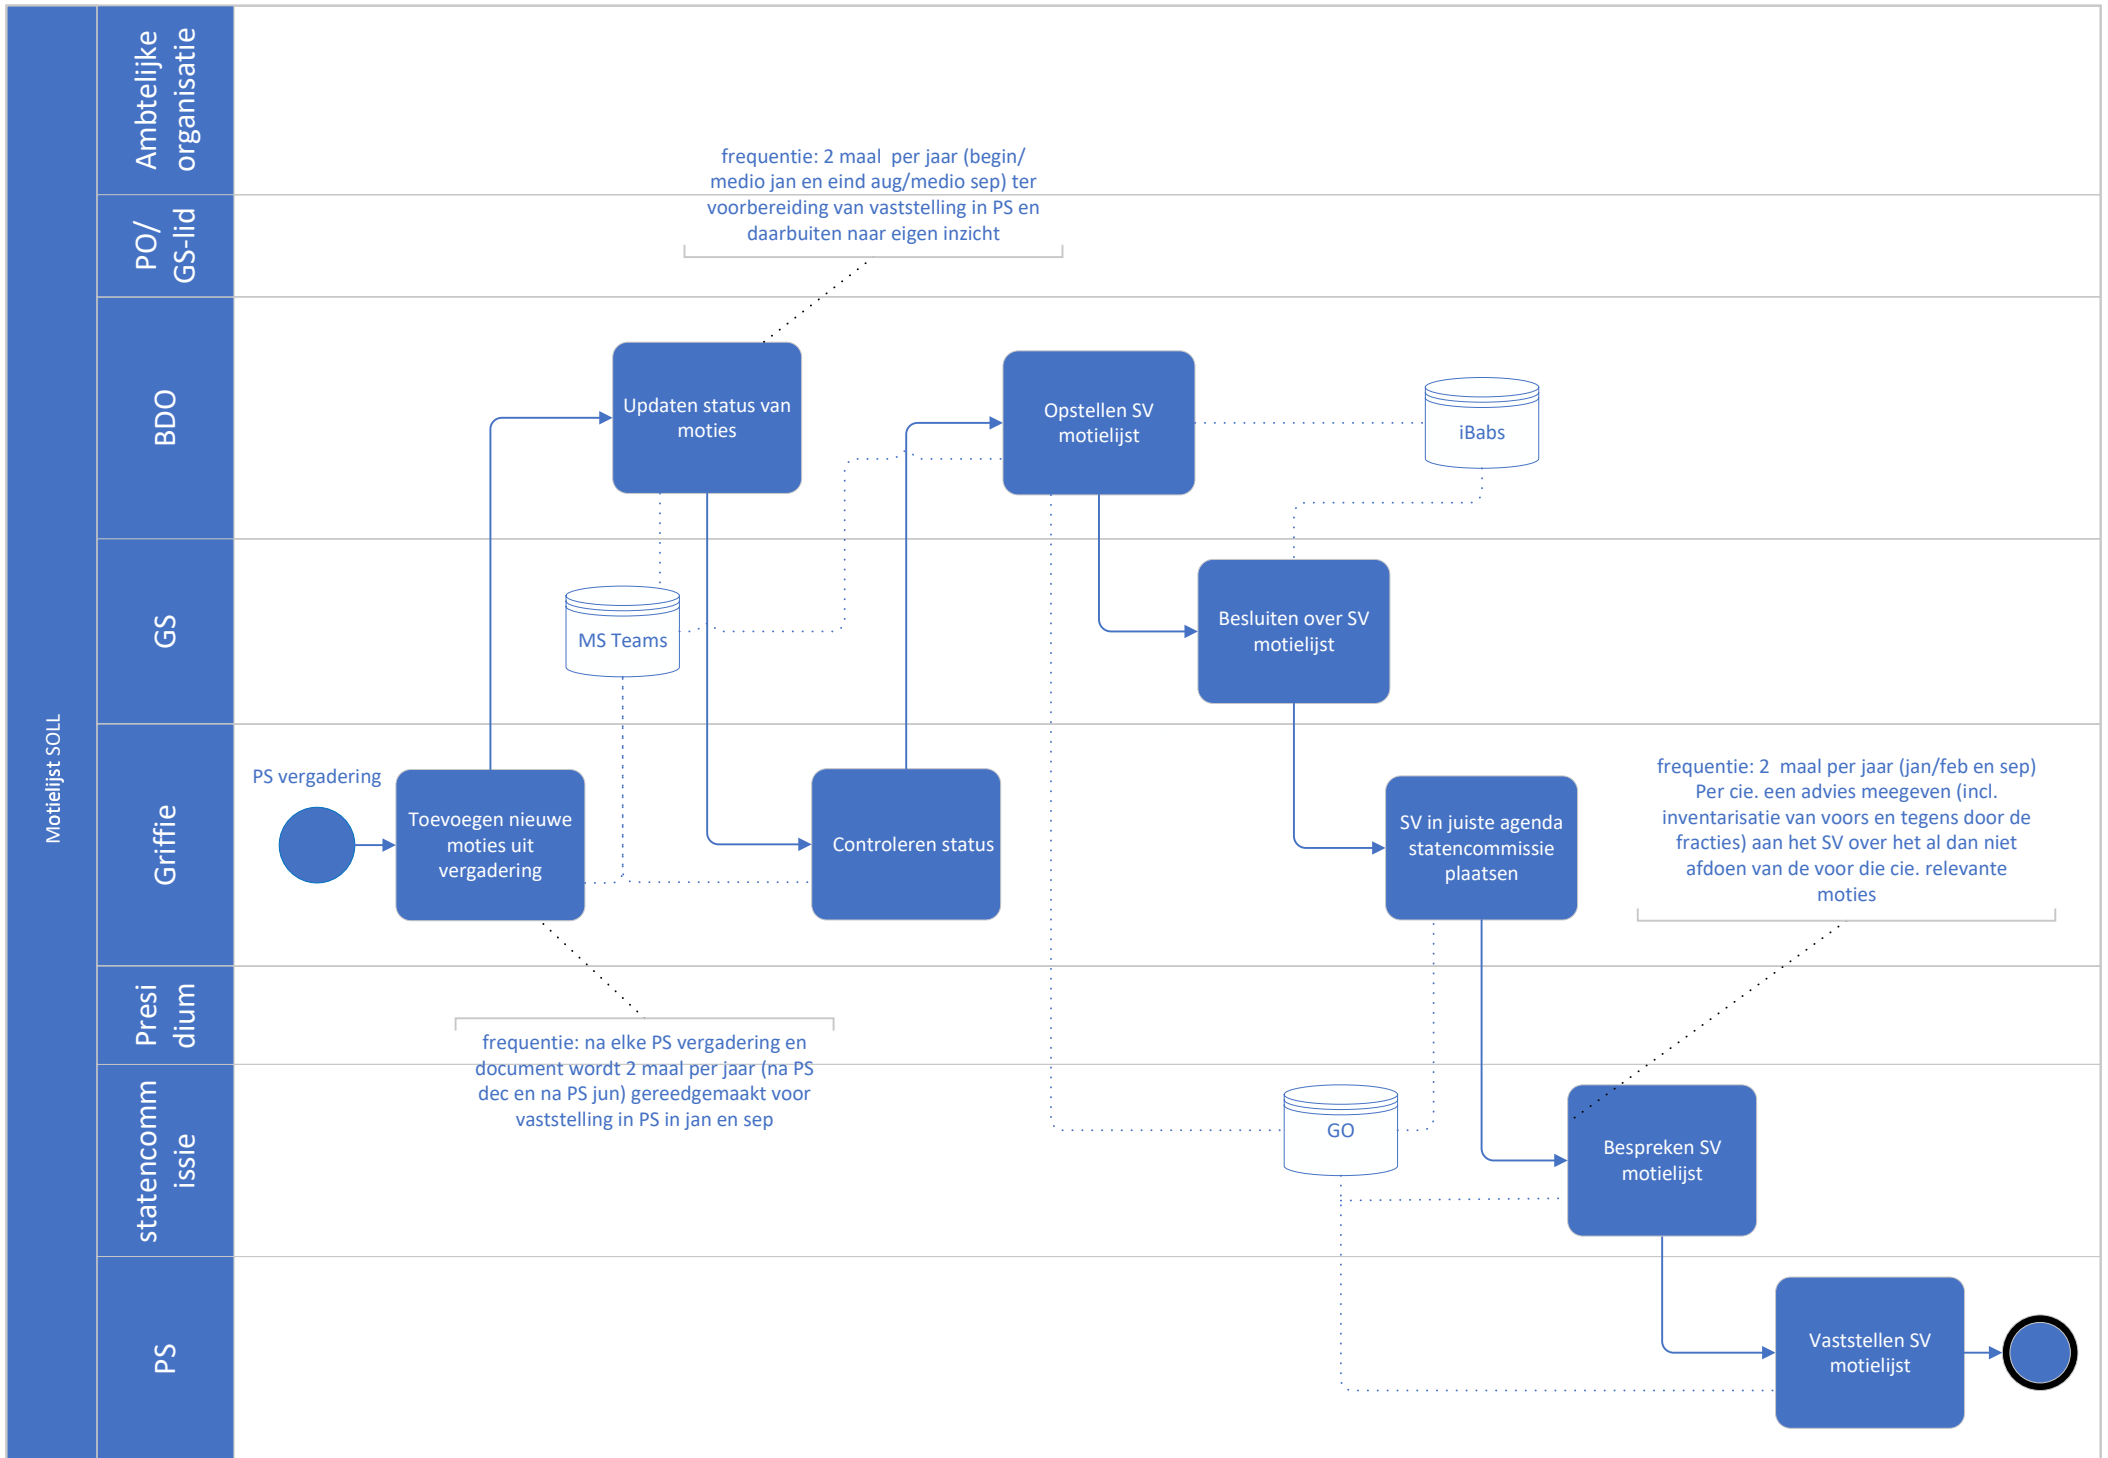 Motielijst SOLL
Ambtelijke
organisatie
PO/
GS-lid
BDO
GS
Griffie
Presi
dium
statencomm
issie
PS
frequentie: 2 maal  per jaar (begin/
medio jan en eind aug/medio sep) ter
voorbereiding van vaststelling in PS en
daarbuiten naar eigen inzicht
Updaten status van
moties
Opstellen SV
motielijst
iBabs
MS Teams
Besluiten over SV
motielijst
PS vergadering
Toevoegen nieuwe
moties uit
vergadering
Controleren status
SV in juiste agenda
statencommissie
plaatsen
frequentie: 2  maal per jaar (jan/feb en sep)
Per cie. een advies meegeven (incl.
inventarisatie van voors en tegens door de
fracties) aan het SV over het al dan niet
afdoen van de voor die cie. relevante
moties
frequentie: na elke PS vergadering en
document wordt 2 maal per jaar (na PS
dec en na PS jun) gereedgemaakt voor
vaststelling in PS in jan en sep
GO
Bespreken SV
motielijst
Vaststellen SV
motielijst